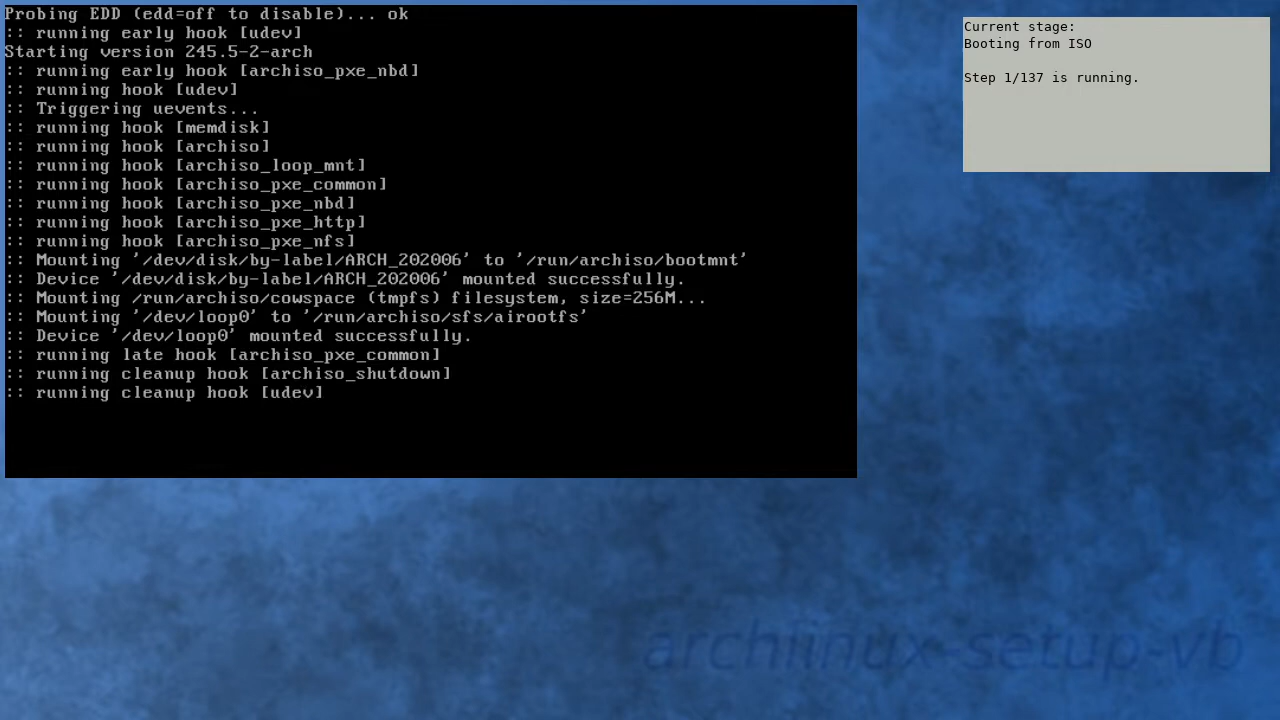 Probing EDD (edd=off to disable)... ok
:: running early hook [udev]
Starting version 245.5-2-arch
:: running early hook [archiso_pxe_nbd]
:: running hook [udev]
:: Triggering uevents...
:: running hook [memdisk]
:: running hook [archiso]
:: running hook [archiso_loop_mnt]
:: running hook [archiso_pxe_common]
:: running hook [archiso_pxe_nbd]
:: running hook [archiso_pxe_http]
:: running hook [archiso_pxe_nfs]
:: Mounting '/dev/disk/by-label/ARCH_202006' to '/run/archiso/bootmnt'
:: Device '/dev/disk/by-label/ARCH_202006' mounted successfully.
:: Mounting /run/archiso/cowspace (tmpfs) filesystem, size=256M...
:: Mounting '/dev/loop0' to '/run/archiso/sfs/airootfs'
:: Device '/dev/loop0' mounted successfully.
:: running late hook [archiso_pxe_common]
:: running cleanup hook [archiso_shutdown]
:: running cleanup hook [udev]
Current stage:
Booting from ISO
Step 1/137 is running.
archiinux-setup-vb